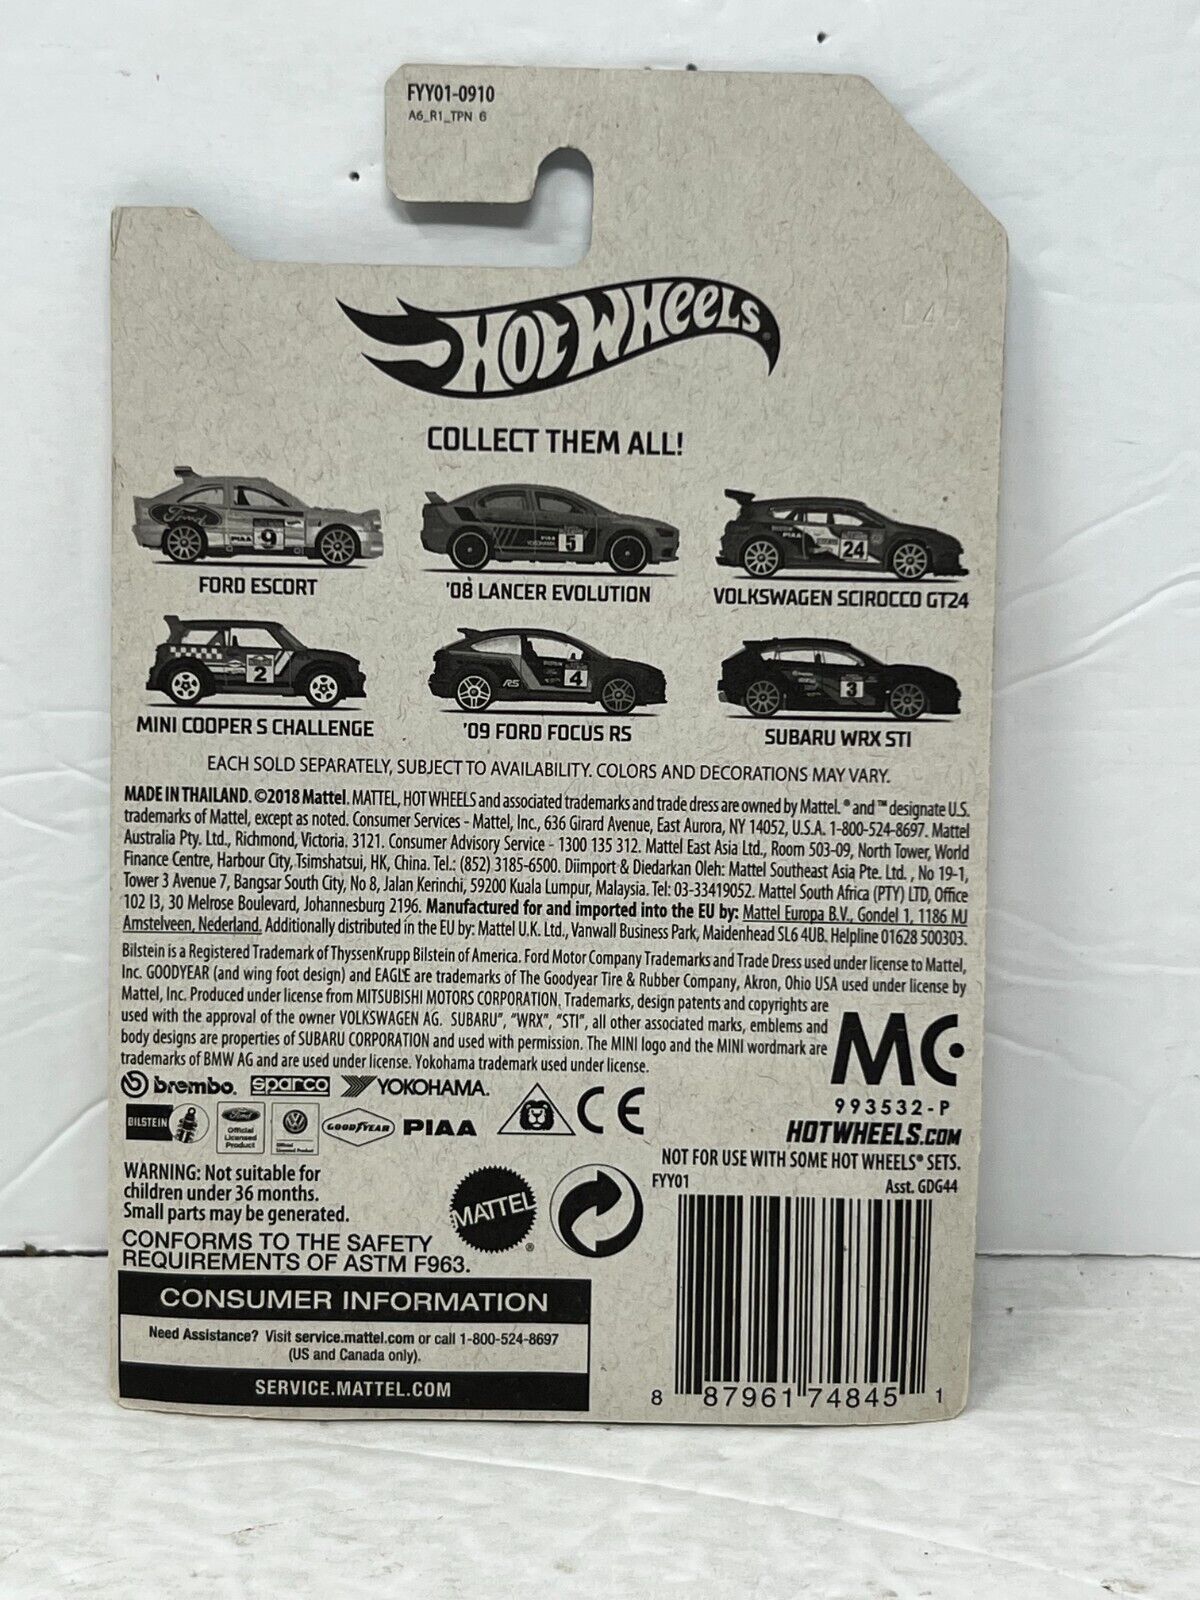 FYY01-0910
A6_R1_TPN 6
HOT WHEELS
COLLECT THEM ALL!
Ford 9 PIAA
5 YOKOHAMA
24 PIAA
FORD ESCORT
'08 LANCER EVOLUTION
VOLKSWAGEN SCIROCCO GT24
2
RS 4
3
MINI COOPER S CHALLENGE
'09 FORD FOCUS RS
SUBARU WRX STI
EACH SOLD SEPARATELY, SUBJECT TO AVAILABILITY. COLORS AND DECORATIONS MAY VARY.
MADE IN THAILAND. ©2018 Mattel. MATTEL, HOT WHEELS and associated trademarks and trade dress are owned by Mattel. ® and ™ designate U.S.
trademarks of Mattel, except as noted. Consumer Services - Mattel, Inc., 636 Girard Avenue, East Aurora, NY 14052, U.S.A. 1-800-524-8697. Mattel
Australia Pty. Ltd., Richmond, Victoria. 3121. Consumer Advisory Service - 1300 135 312. Mattel East Asia Ltd., Room 503-09, North Tower, World
Finance Centre, Harbour City, Tsimshatsui, HK, China. Tel.: (852) 3185-6500. Diimport & Diedarkan Oleh: Mattel Southeast Asia Pte. Ltd. , No 19-1,
Tower 3 Avenue 7, Bangsar South City, No 8, Jalan Kerinchi, 59200 Kuala Lumpur, Malaysia. Tel: 03-33419052. Mattel South Africa (PTY) LTD, Office
102 I3, 30 Melrose Boulevard, Johannesburg 2196. Manufactured for and imported into the EU by: Mattel Europa B.V., Gondel 1, 1186 MJ
Amstelveen, Nederland. Additionally distributed in the EU by: Mattel U.K. Ltd., Vanwall Business Park, Maidenhead SL6 4UB. Helpline 01628 500303.
Bilstein is a Registered Trademark of ThyssenKrupp Bilstein of America. Ford Motor Company Trademarks and Trade Dress used under license to Mattel,
Inc. GOODYEAR (and wing foot design) and EAGLE are trademarks of The Goodyear Tire & Rubber Company, Akron, Ohio USA used under license by
Mattel, Inc. Produced under license from MITSUBISHI MOTORS CORPORATION. Trademarks, design patents and copyrights are
used with the approval of the owner VOLKSWAGEN AG. SUBARU", "WRX", "STI", all other associated marks, emblems and
body designs are properties of SUBARU CORPORATION and used with permission. The MINI logo and the MINI wordmark are
trademarks of BMW AG and are used under license. Yokohama trademark used under license.
MC
993532-P
brembo. sparco YOKOHAMA.
BILSTEIN Ford Official Licensed Product GOODYEAR PIAA CE
HOTWHEELS.COM
NOT FOR USE WITH SOME HOT WHEELS® SETS.
FYY01 Asst. GDG44
WARNING: Not suitable for
children under 36 months.
Small parts may be generated.
MATTEL ®
CONFORMS TO THE SAFETY
REQUIREMENTS OF ASTM F963.
CONSUMER INFORMATION
Need Assistance? Visit service.mattel.com or call 1-800-524-8697
(US and Canada only).
SERVICE.MATTEL.COM
8 87961 74845 1